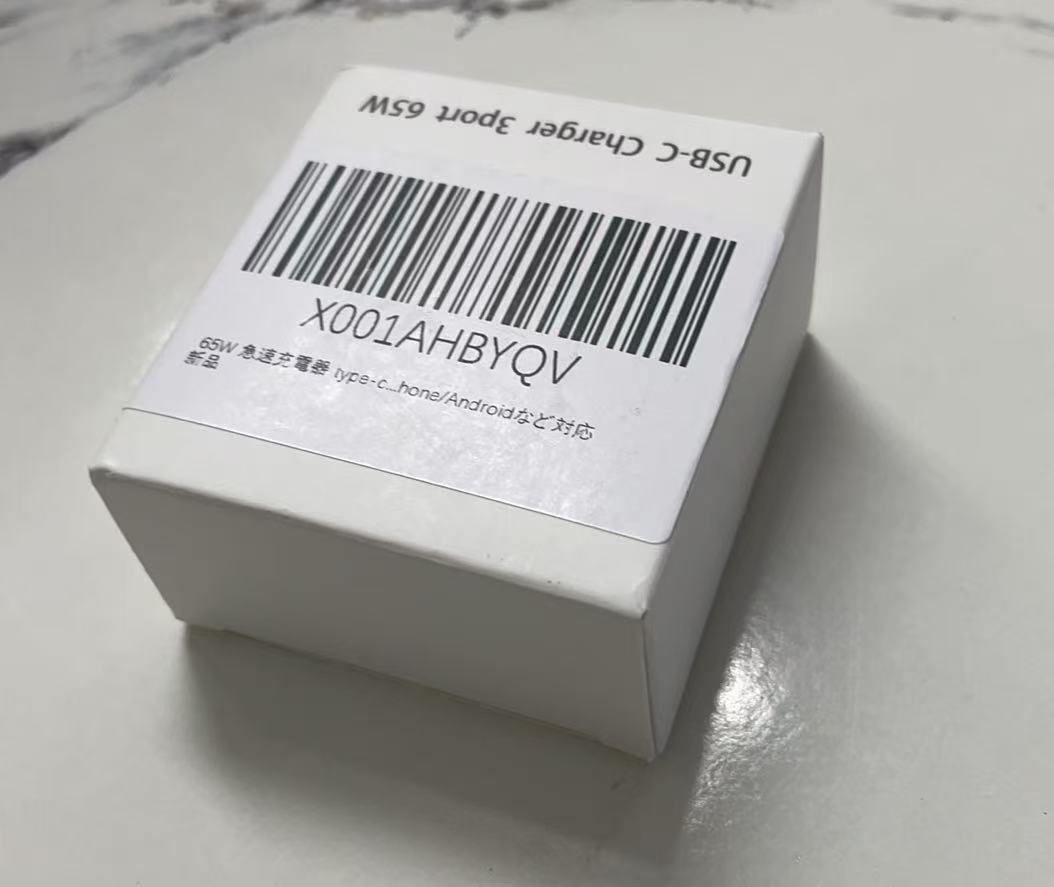 USB-C Charger 3port 65W
X001AHBYQV
65W 急速充電器 type-c...hone/Androidなど対応
新品